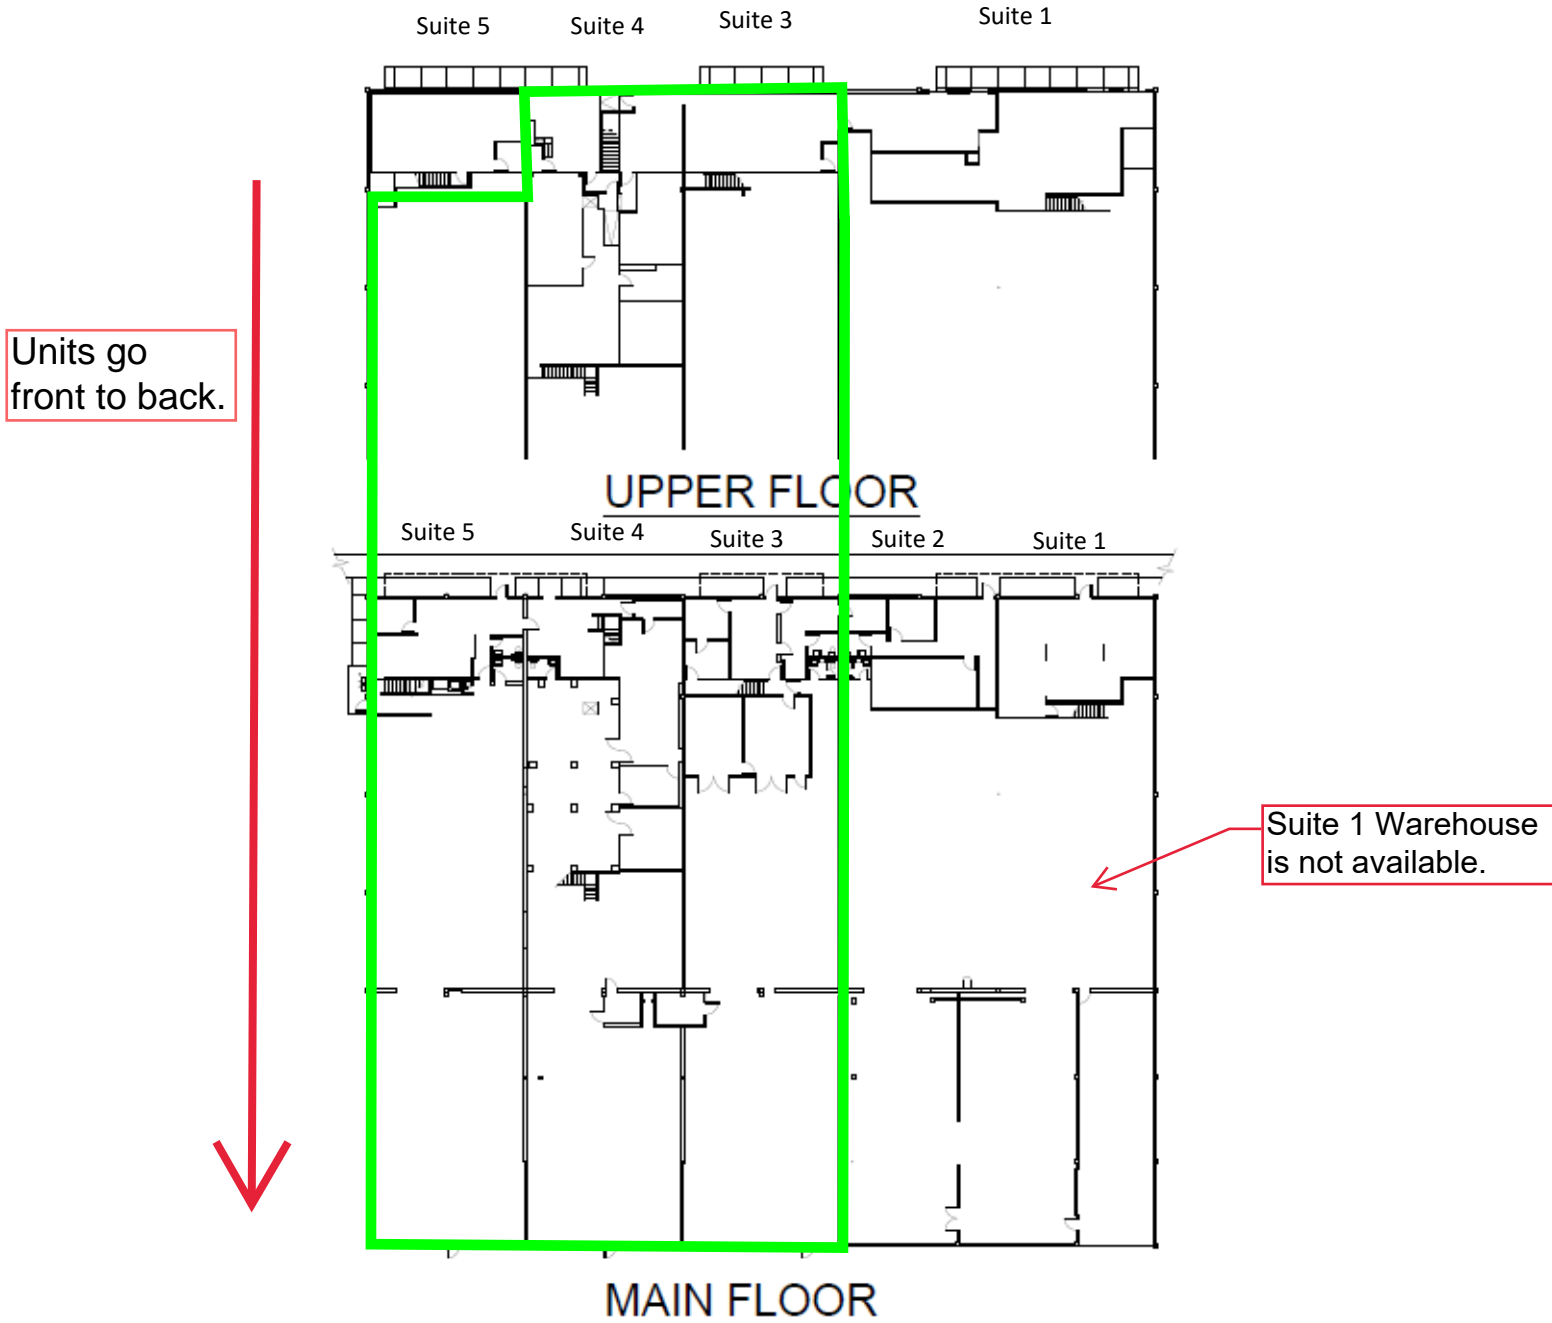 Suite 5
Suite 4
Suite 3
Suite 1
Units go
front to back.
UPPER FLOOR
Suite 5
Suite 4
Suite 3
Suite 2
Suite 1
Suite 1 Warehouse
is not available.
MAIN FLOOR